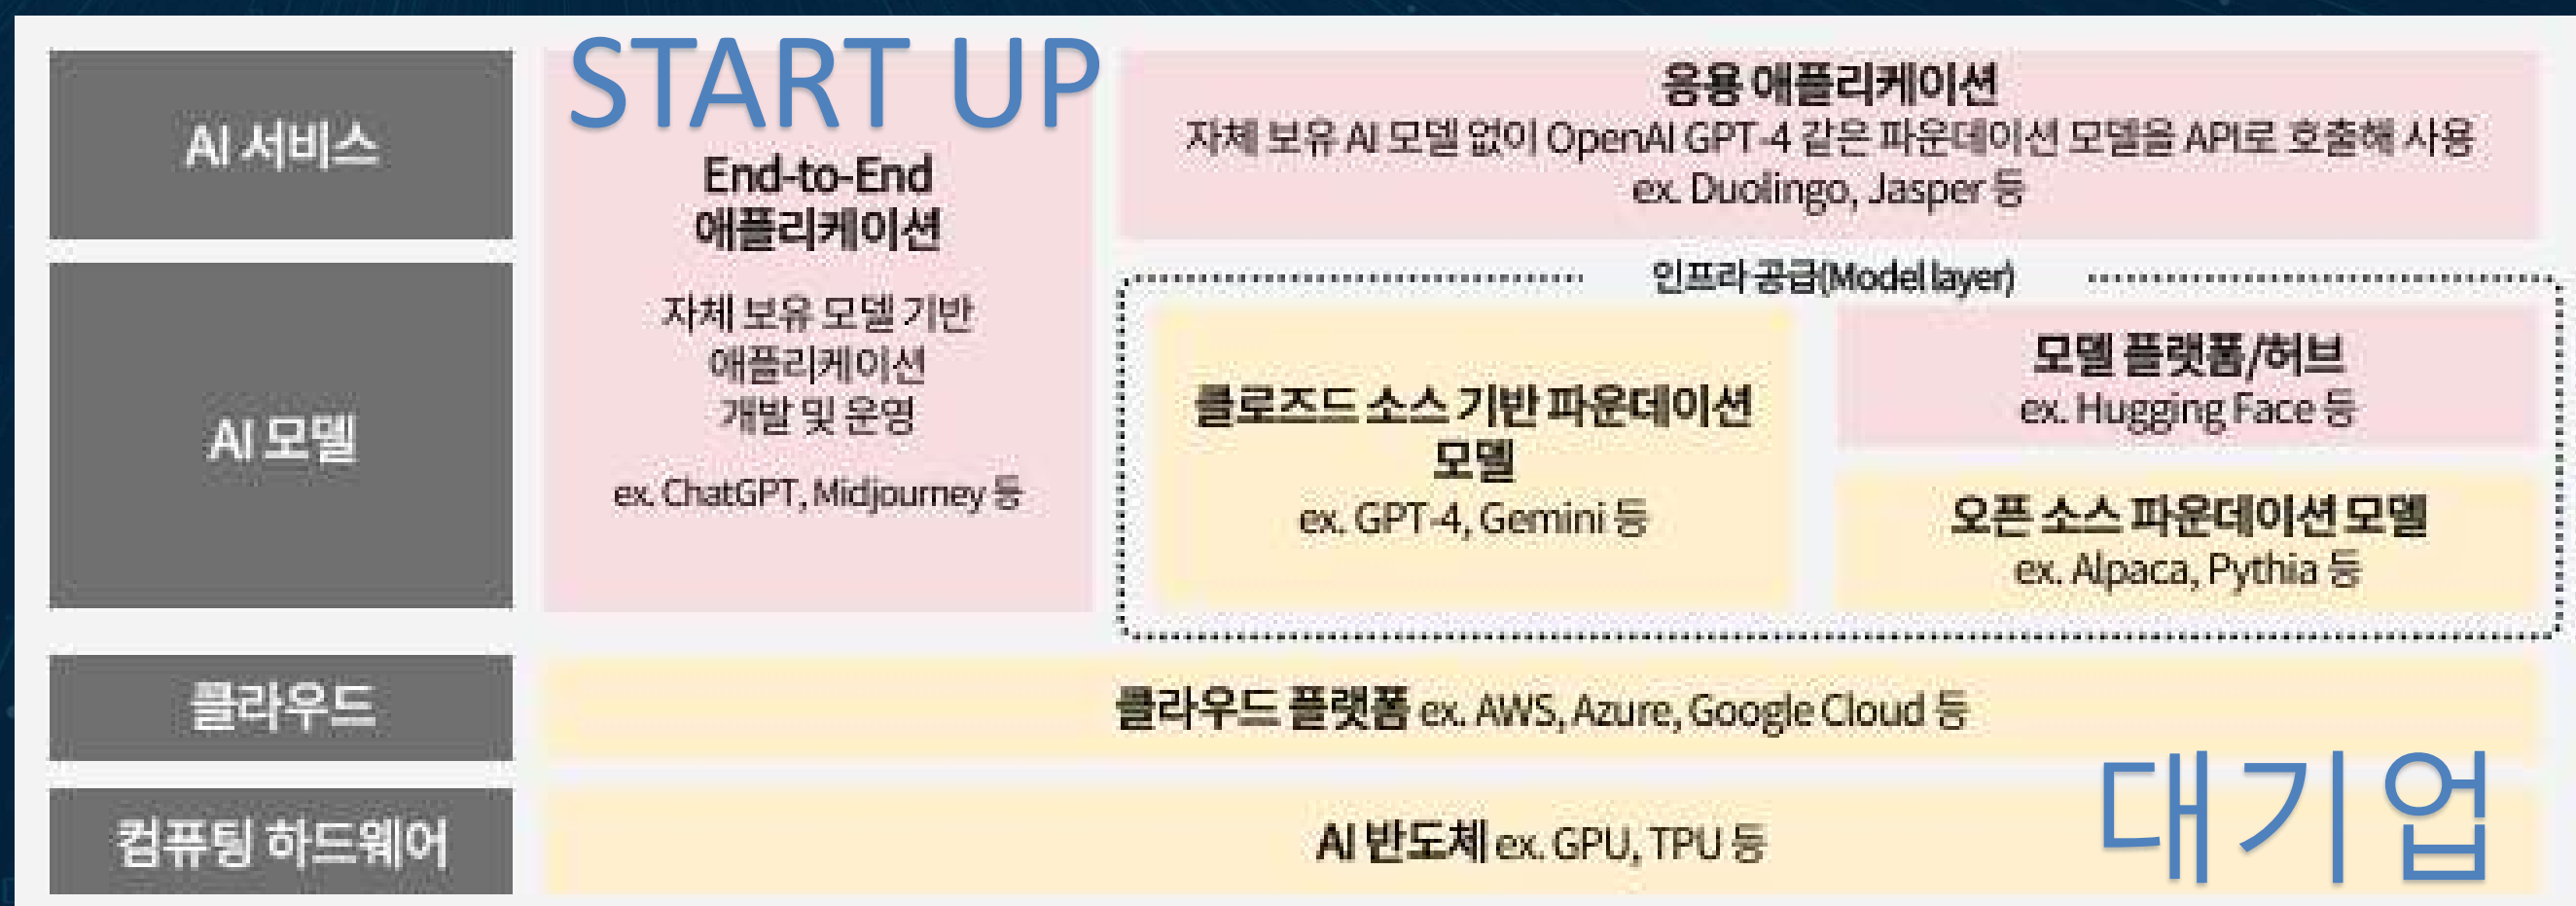 START UP
AI 서비스
End-to-End
애플리케이션
자체 보유 모델 기반
애플리케이션
개발 및 운영
ex. ChatGPT, Midjourney 등
응용 애플리케이션
자체 보유 AI 모델 없이 OpenAI GPT-4 같은 파운데이션 모델을 API로 호출해 사용
ex. Duolingo, Jasper 등
AI 모델
인프라 공급(Model layer)
클로즈드 소스 기반 파운데이션
모델
ex. GPT-4, Gemini 등
모델 플랫폼/허브
ex. Hugging Face 등
오픈 소스 파운데이션 모델
ex. Alpaca, Pythia 등
클라우드
클라우드 플랫폼 ex. AWS, Azure, Google Cloud 등
컴퓨팅 하드웨어
AI 반도체 ex. GPU, TPU 등
대기업